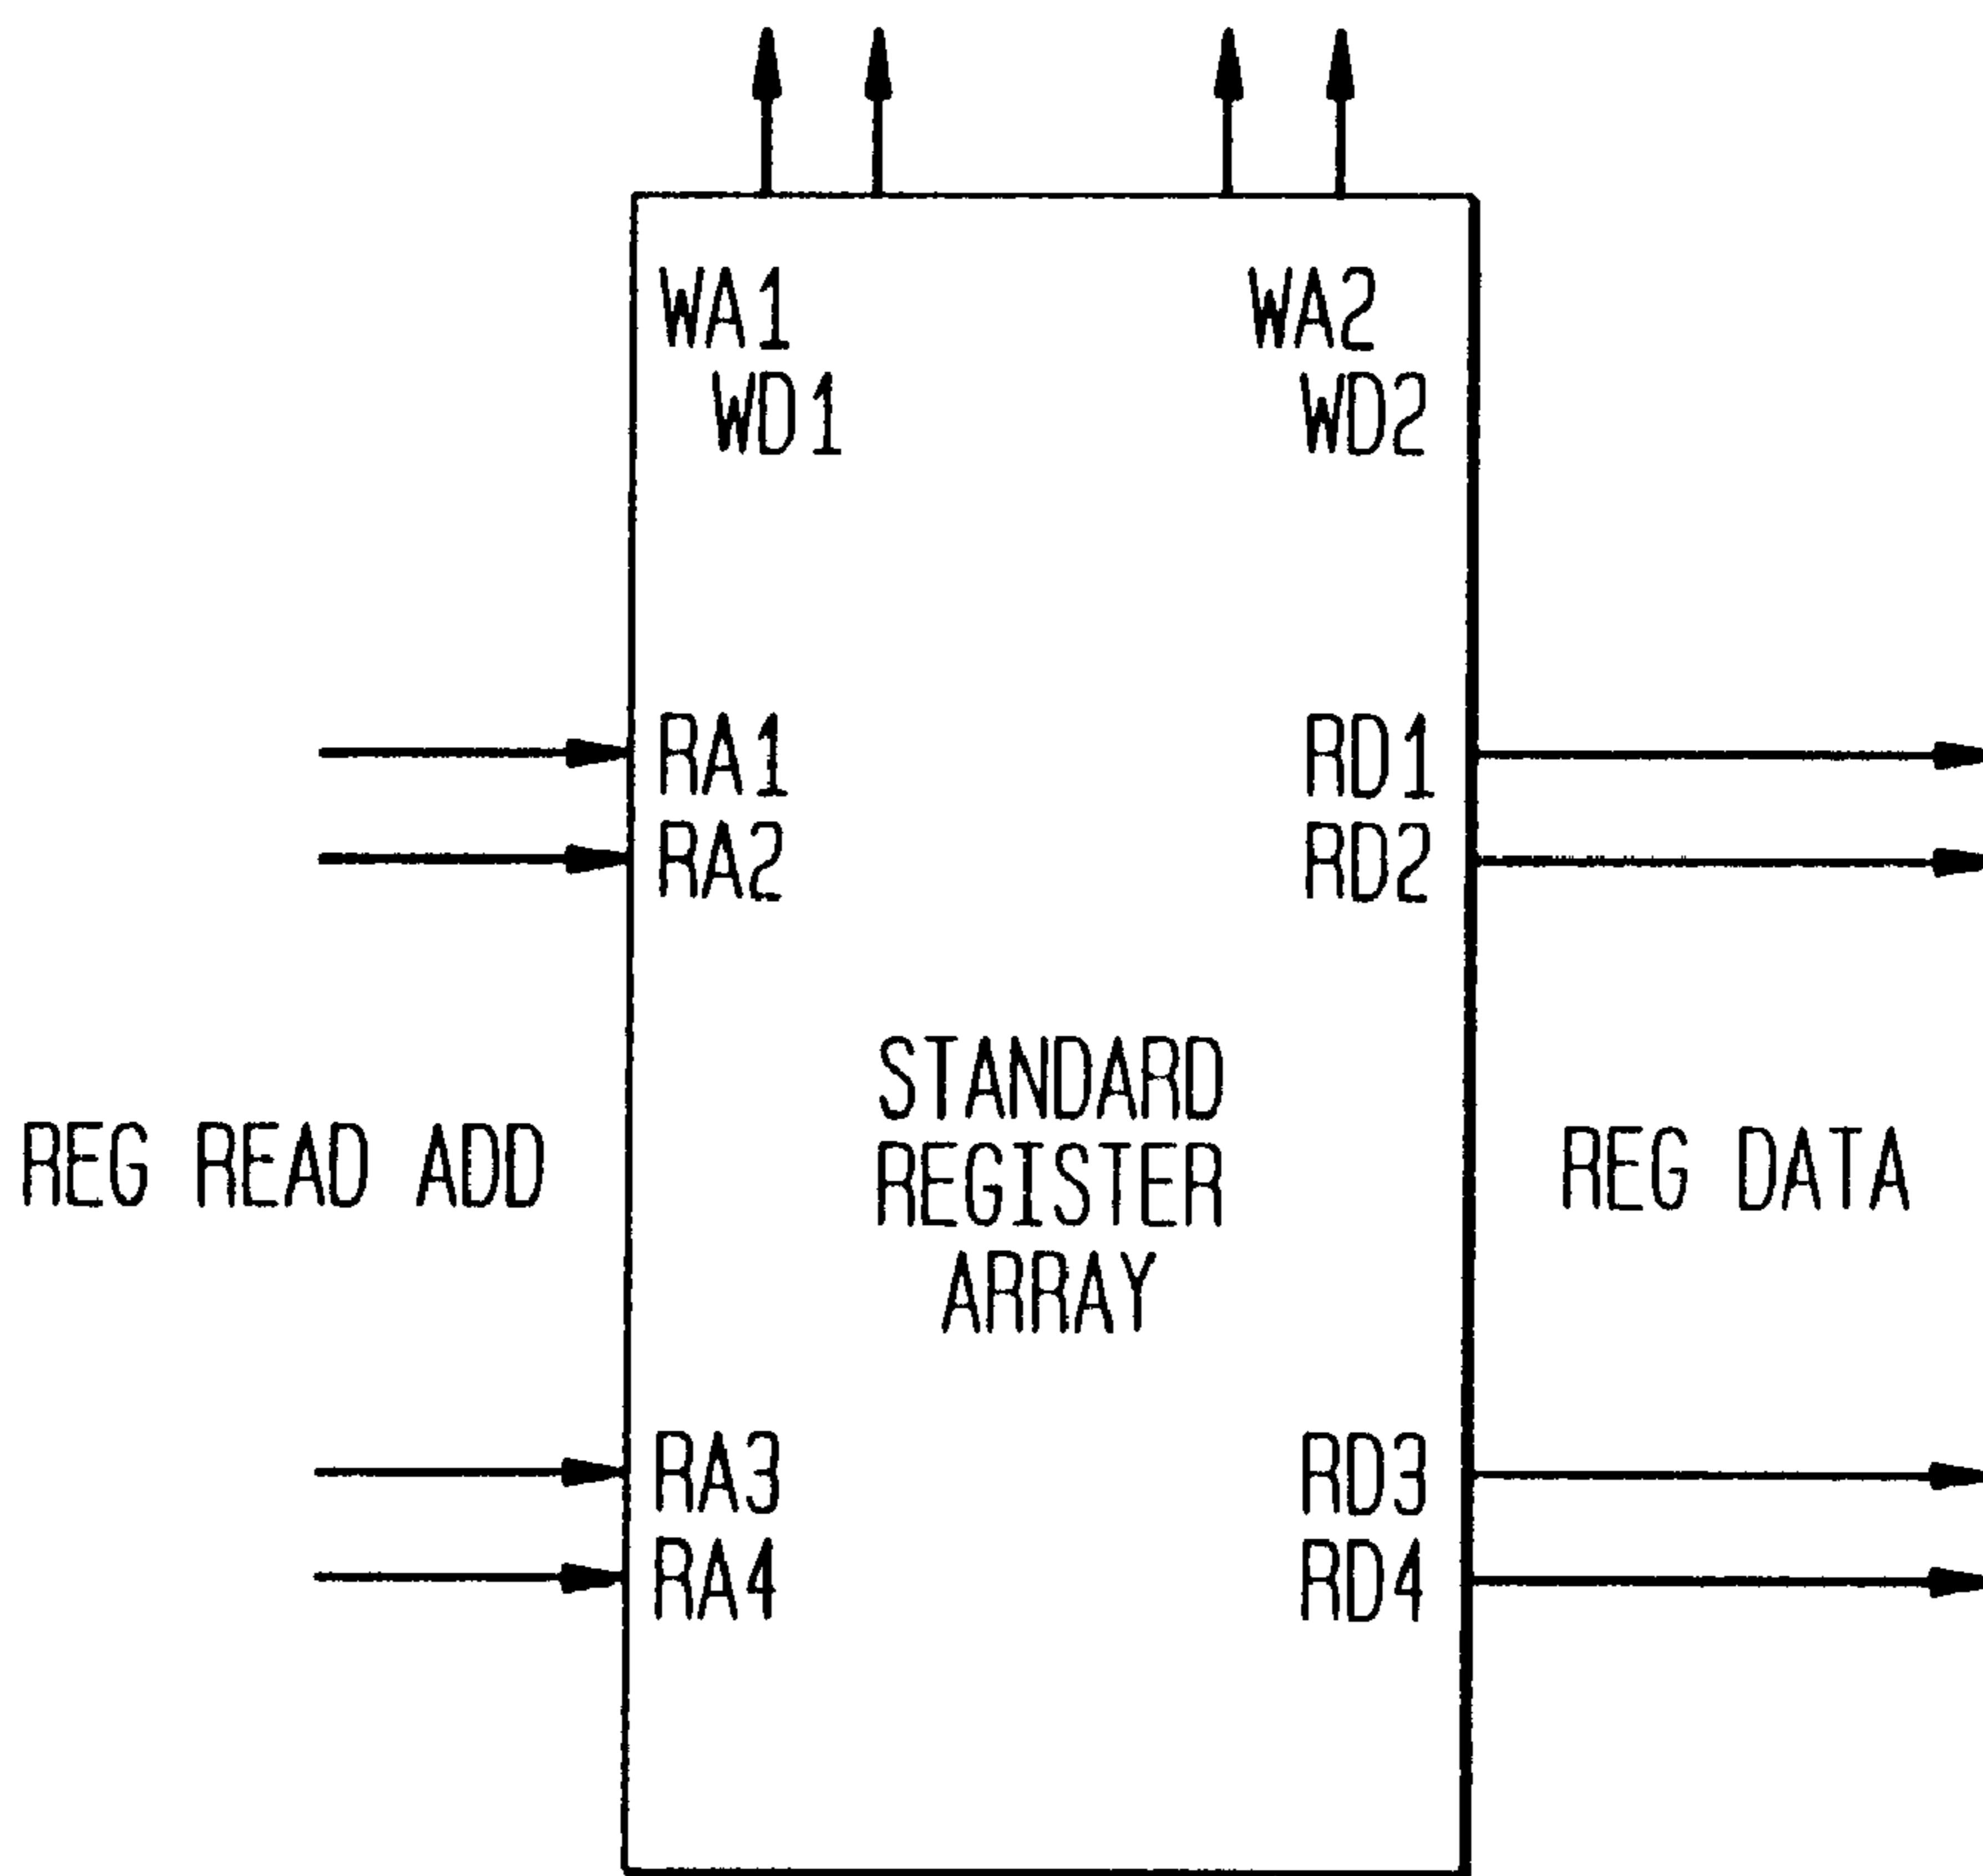 WA1 WA2
WD1 WD2
RA1 RD1
RA2 RD2
STANDARD
REG READ ADD REGISTER REG DATA
ARRAY
RA3 RD3
RA4 RD4